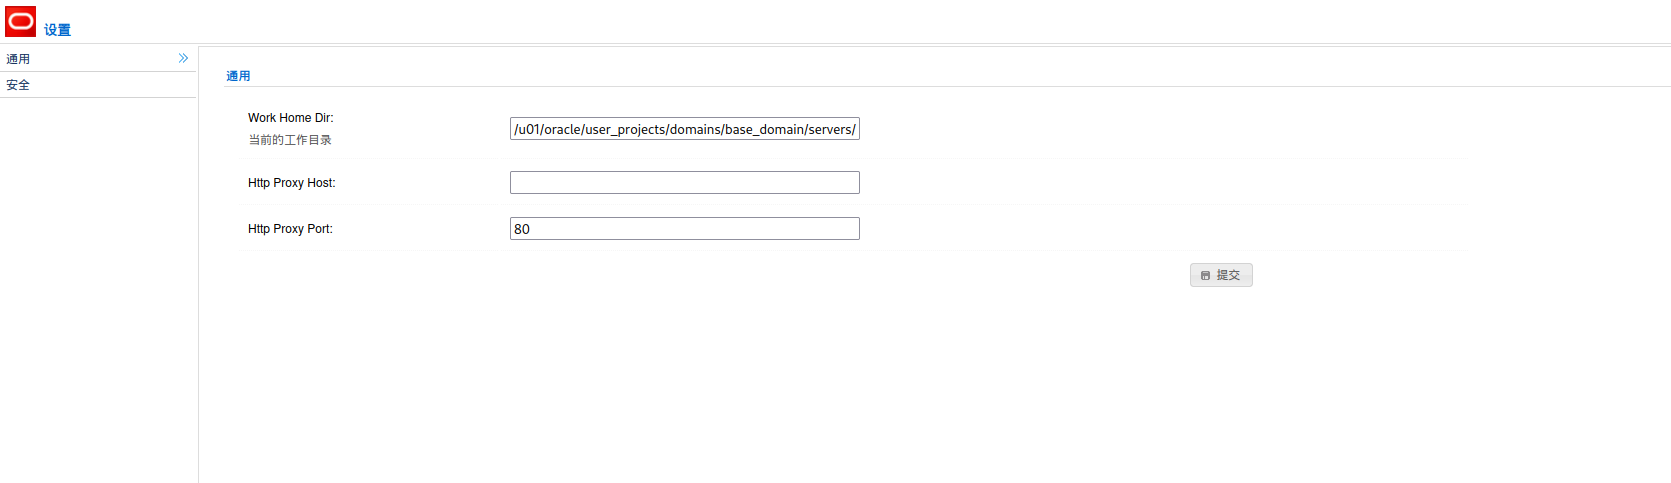 设置
通用
安全
通用
Work Home Dir:
当前的工作目录
/u01/oracle/user_projects/domains/base_domain/servers/
Http Proxy Host:
Http Proxy Port:
80
提交